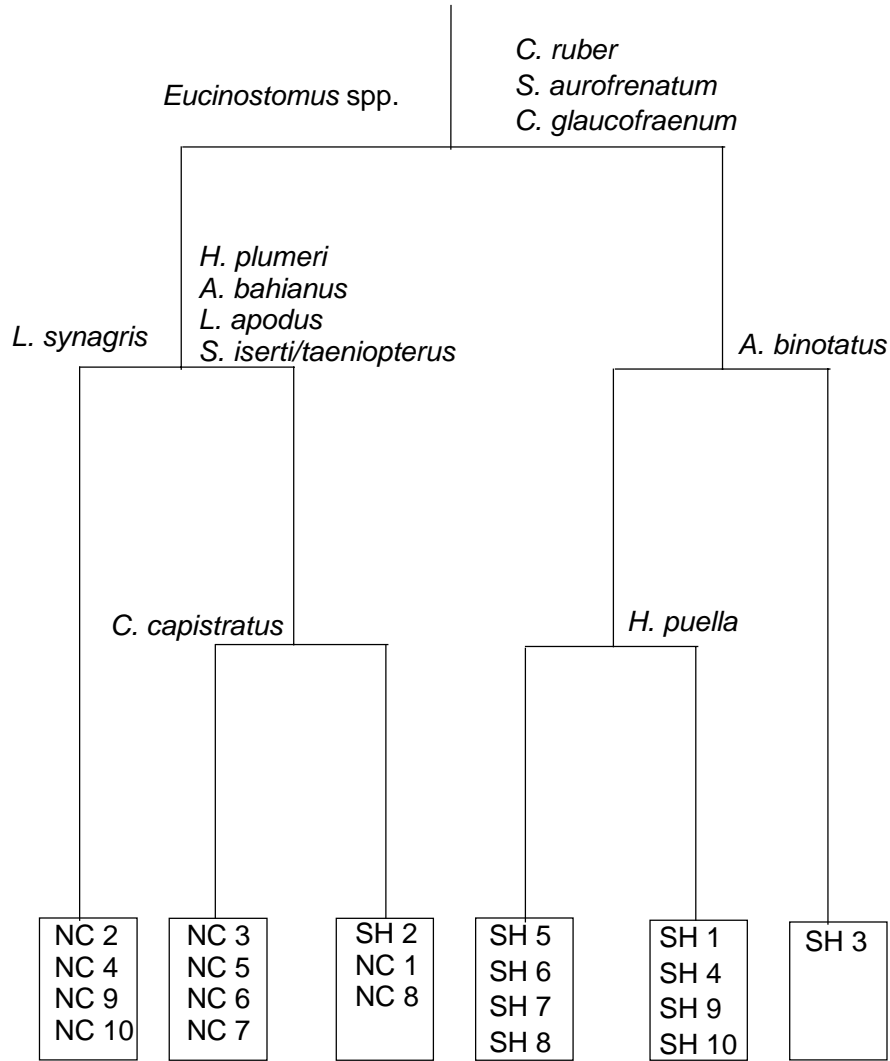 Eucinostomus spp.
C. ruber
S. aurofrenatum
C. glaucofraenum
L. synagris
H. plumeri
A. bahianus
L. apodus
S. iserti/taeniopterus
A. binotatus
C. capistratus
H. puella
NC 2
NC 4
NC 9
NC 10
NC 3
NC 5
NC 6
NC 7
SH 2
NC 1
NC 8
SH 5
SH 6
SH 7
SH 8
SH 1
SH 4
SH 9
SH 10
SH 3